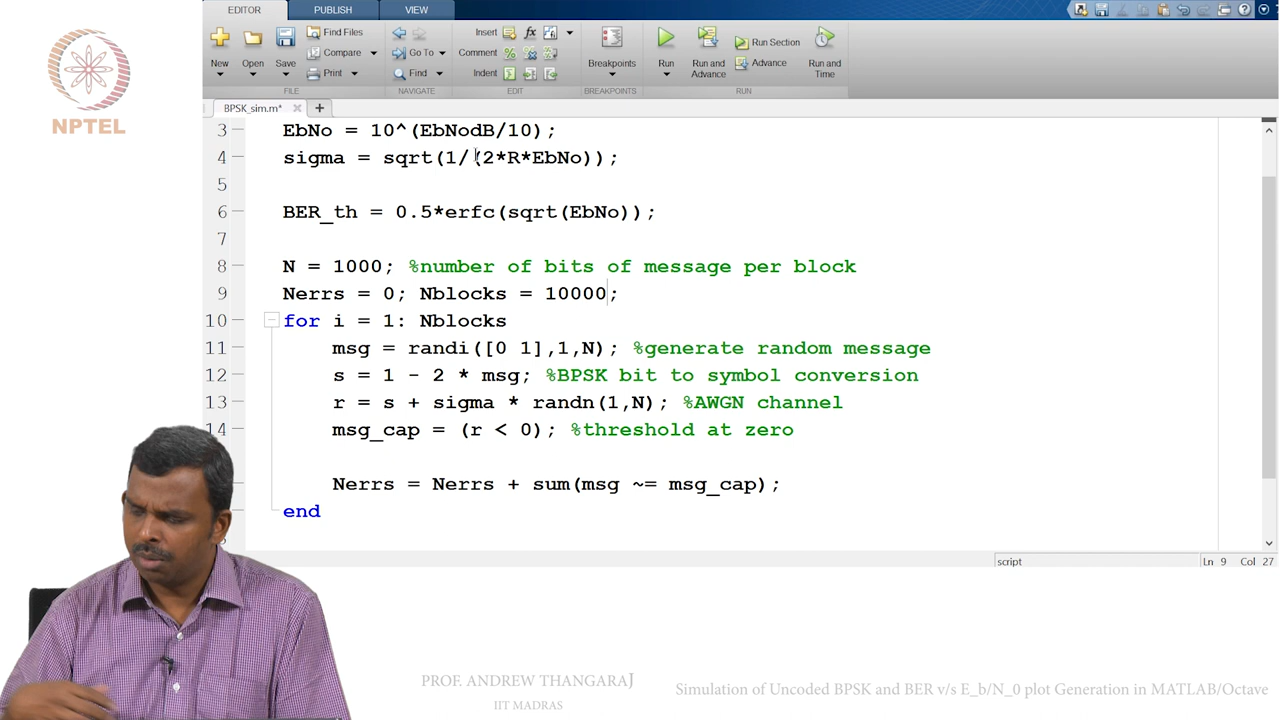 EDITOR PUBLISH VIEW
New Open Save Find Files Compare Print
FILE
Go To Find
NAVIGATE
Insert fx
Comment % 
Indent
EDIT
Breakpoints
BREAKPOINTS
Run Run and Advance Run Section Advance Run and Time
RUN
NPTEL
BPSK_sim.m*
3 EbNo = 10^(EbNodB/10);
4 sigma = sqrt(1/(2*R*EbNo));
5
6 BER_th = 0.5*erfc(sqrt(EbNo));
7
8 N = 1000; %number of bits of message per block
9 Nerrs = 0; Nblocks = 10000;
10 for i = 1: Nblocks
11 msg = randi([0 1],1,N); %generate random message
12 s = 1 - 2 * msg; %BPSK bit to symbol conversion
13 r = s + sigma * randn(1,N); %AWGN channel
14 msg_cap = (r < 0); %threshold at zero
Nerrs = Nerrs + sum(msg ~= msg_cap);
end
script Ln 9 Col 27
PROF. ANDREW THANGARAJ
IIT MADRAS
Simulation of Uncoded BPSK and BER v/s E_b/N_0 plot Generation in MATLAB/Octave